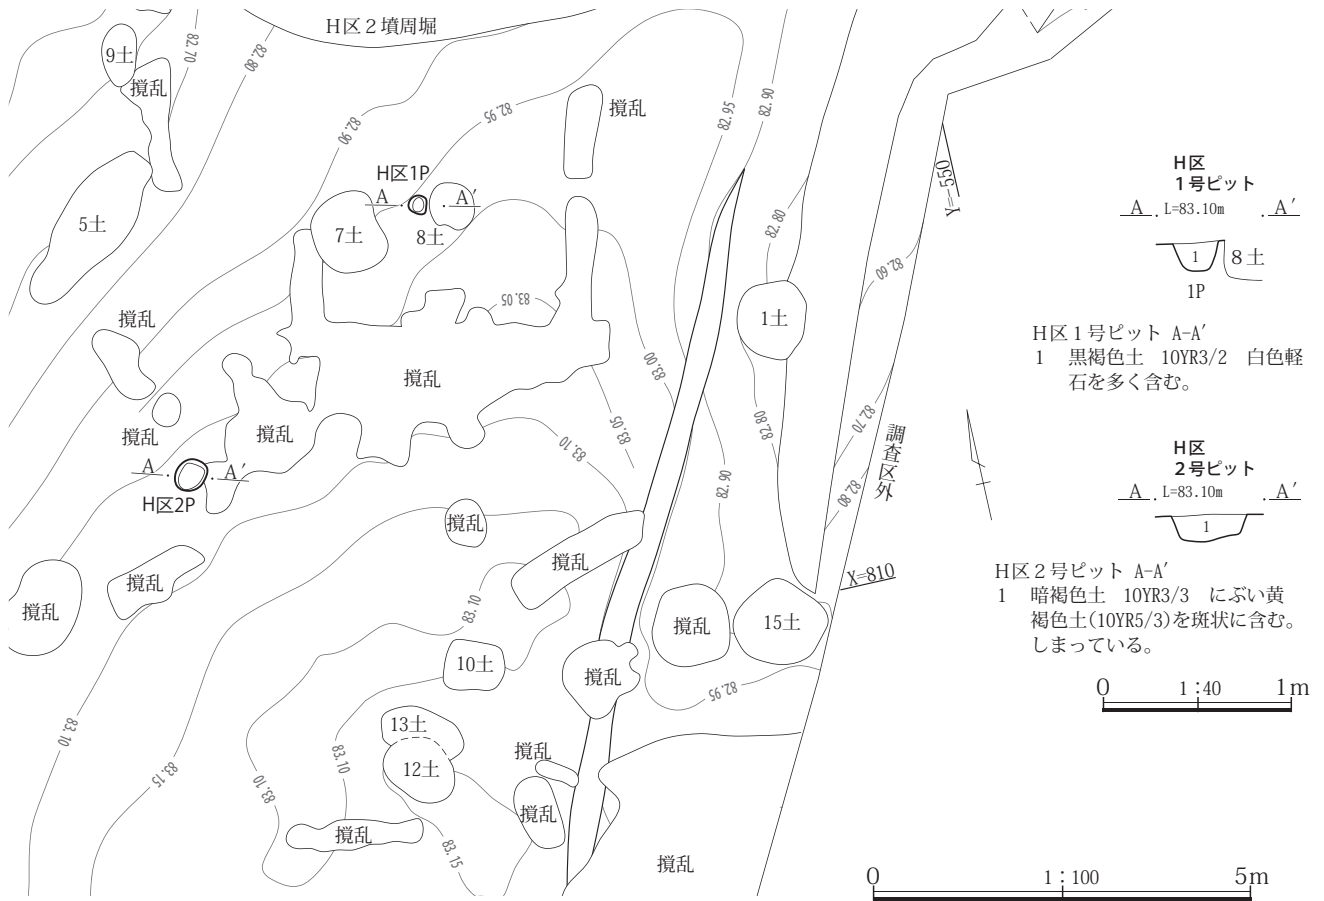 H区２墳周堀
9土
撹乱
82.70
82.80
82.90
82.95
撹乱
82.95
82.90
H区1P
A
A′
5土
7土
8土
82.80
Y=-550
82.60
83.05
1土
撹乱
撹乱
83.00
撹乱
撹乱
83.05
83.10
82.80
82.70
調査区外
A
A′
H区2P
82.90
82.80
撹乱
撹乱
撹乱
撹乱
X=810
83.10
撹乱
15土
10土
撹乱
82.95
83.10
13土
12土
83.10
撹乱
83.15
83.10
撹乱
撹乱
83.15
撹乱
H区
１号ピット
A
L=83.10m
A′
1
８土
1P
H区１号ピット A-A′
1 黒褐色土 10YR3/2 白色軽
石を多く含む。
H区
２号ピット
A
L=83.10m
A′
1
H区２号ピット A-A′
1 暗褐色土 10YR3/3 にぶい黄
褐色土(10YR5/3)を斑状に含む。
しまっている。
0 1：40 1m
0 1：100 5m